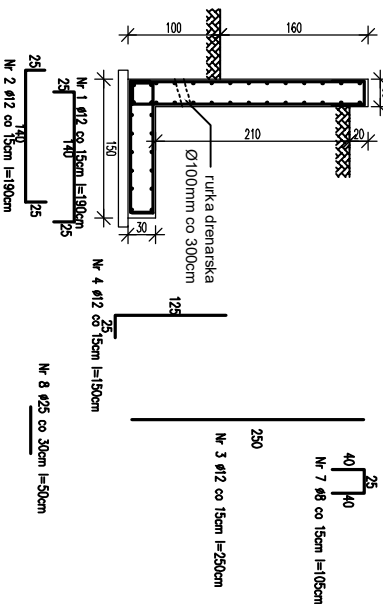 100
160
210
20
150
30
rurka drenarska
Ø100mm co 300cm
25
140
25
Nr 1 ø12 co 15cm l=190cm
25
140
25
Nr 2 ø12 co 15cm l=190cm
125
25
Nr 4 ø12 co 15cm l=150cm
250
Nr 3 ø12 co 15cm l=250cm
40
25
40
Nr 7 ø8 co 15cm l=105cm
Nr 8 ø25 co 30cm l=50cm